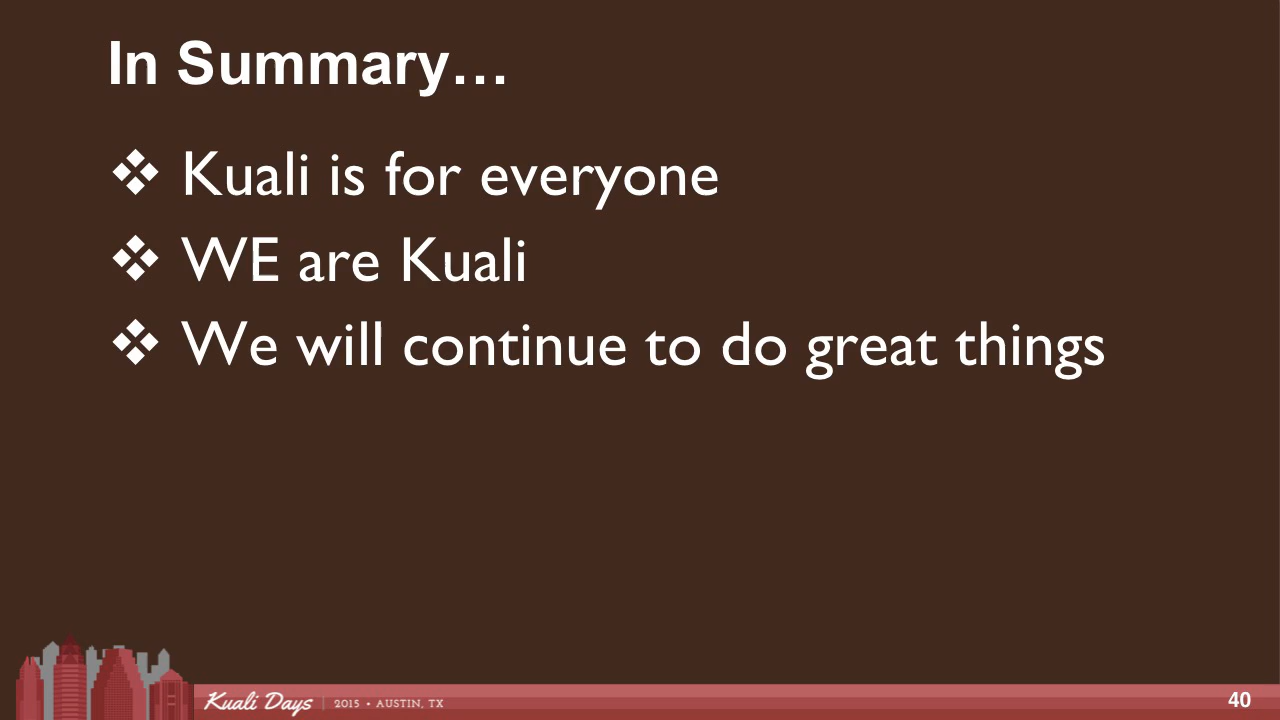 In Summary…
❖ Kuali is for everyone
❖ WE are Kuali
❖ We will continue to do great things
Kuali Days | 2015 • AUSTIN, TX
40